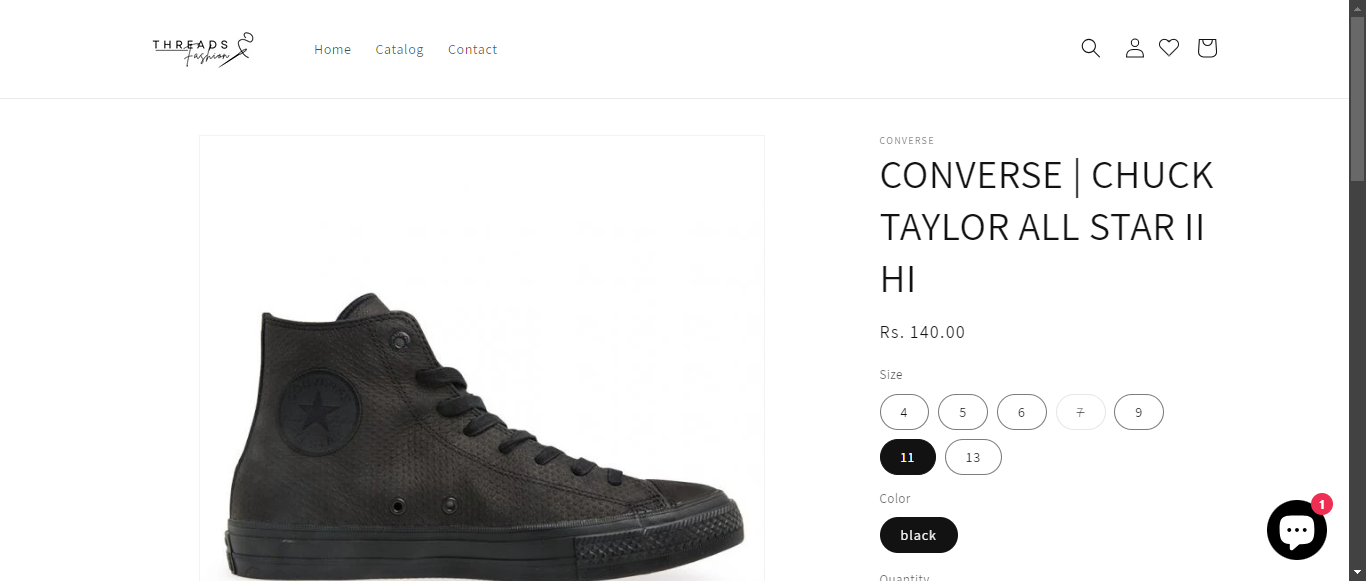 THREADS
Fashion
Home
Catalog
Contact
CONVERSE
CONVERSE | CHUCK
TAYLOR ALL STAR II
HI
Rs. 140.00
Size
4
5
6
7
9
11
13
Color
black
1
Quantity